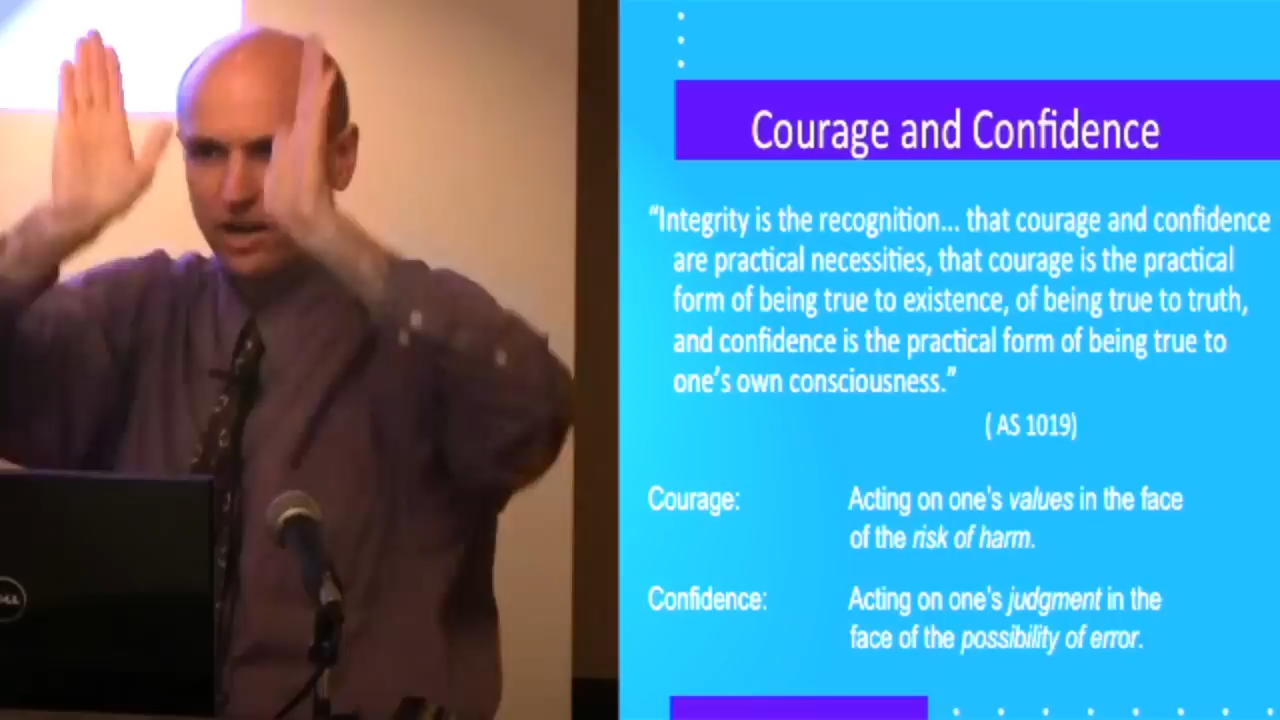 Courage and Confidence
“Integrity is the recognition... that courage and confidence
are practical necessities, that courage is the practical
form of being true to existence, of being true to truth,
and confidence is the practical form of being true to
one’s own consciousness.”
( AS 1019)
Courage: Acting on one’s values in the face
of the risk of harm.
Confidence: Acting on one’s judgment in the
face of the possibility of error.